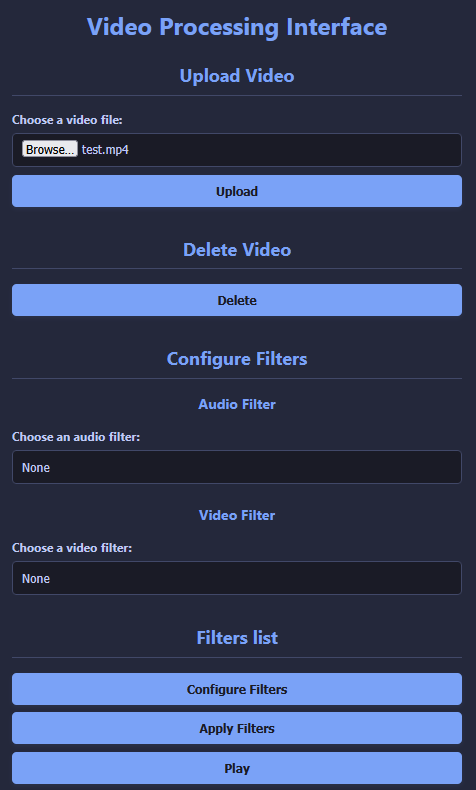 Video Processing Interface
Upload Video
Choose a video file:
Browse... test.mp4
Upload
Delete Video
Delete
Configure Filters
Audio Filter
Choose an audio filter:
None
Video Filter
Choose a video filter:
None
Filters list
Configure Filters
Apply Filters
Play